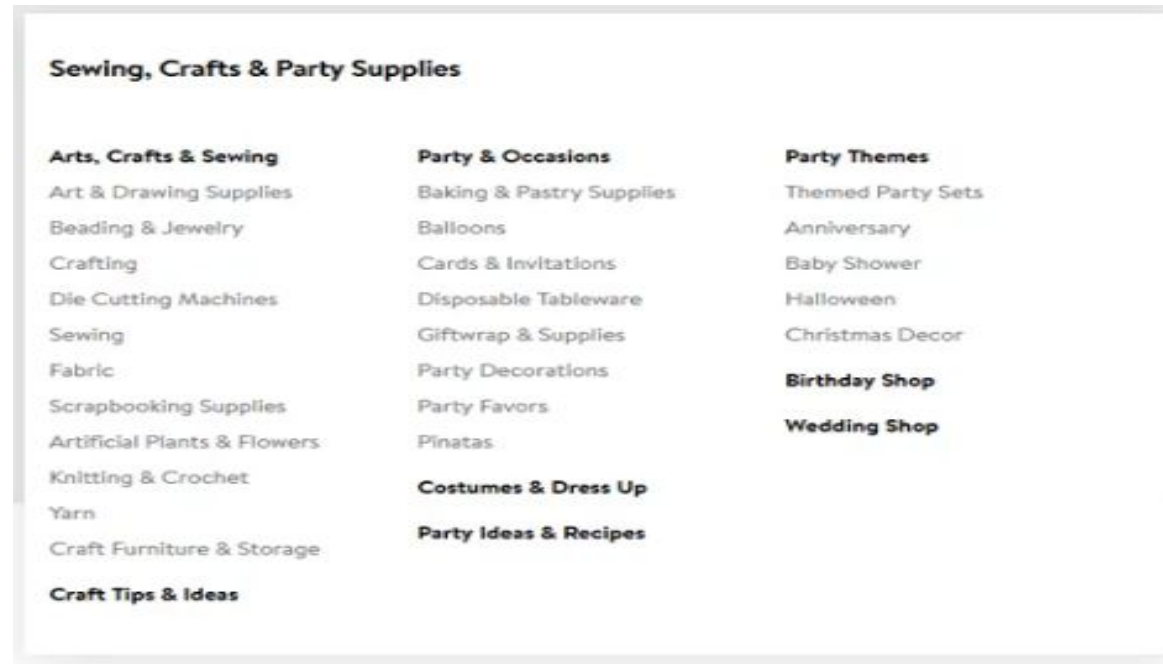 Sewing, Crafts & Party Supplies
Arts, Crafts & Sewing
Art & Drawing Supplies
Beading & Jewelry
Crafting
Die Cutting Machines
Sewing
Fabric
Scrapbooking Supplies
Artificial Plants & Flowers
Knitting & Crochet
Yarn
Craft Furniture & Storage
Craft Tips & Ideas
Party & Occasions
Baking & Pastry Supplies
Balloons
Cards & Invitations
Disposable Tableware
Giftwrap & Supplies
Party Decorations
Party Favors
Pinatas
Costumes & Dress Up
Party Ideas & Recipes
Party Themes
Themed Party Sets
Anniversary
Baby Shower
Halloween
Christmas Decor
Birthday Shop
Wedding Shop